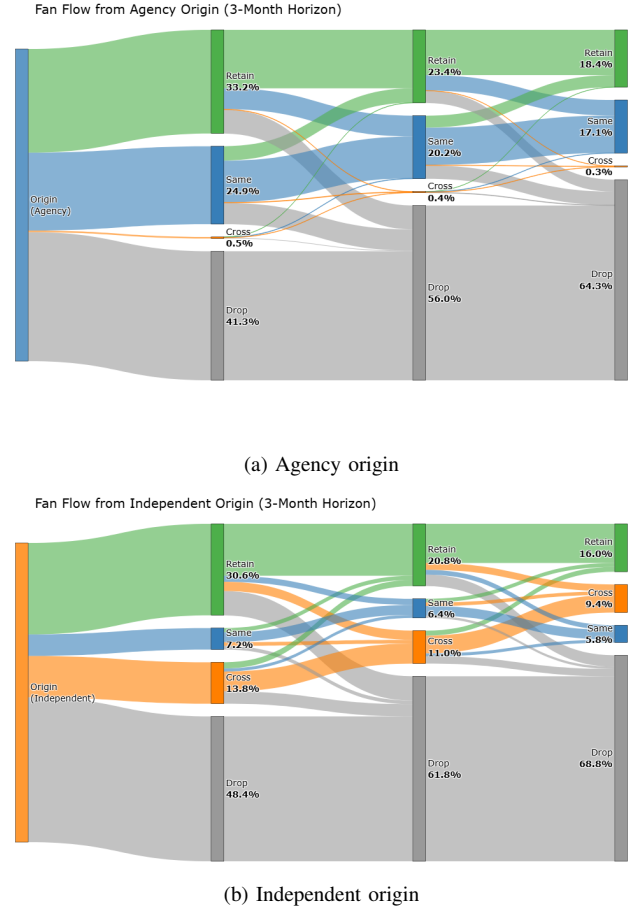 Fan Flow from Agency Origin (3-Month Horizon)
Retain
33.2%
Retain
23.4%
Retain
18.4%
Origin
(Agency)
Same
24.9%
Same
20.2%
Same
17.1%
Cross
0.5%
Cross
0.4%
Cross
0.3%
Drop
41.3%
Drop
56.0%
Drop
64.3%
(a) Agency origin
Fan Flow from Independent Origin (3-Month Horizon)
Retain
30.6%
Retain
20.8%
Retain
16.0%
Origin
(Independent)
Same
7.2%
Same
6.4%
Cross
9.4%
Cross
13.8%
Cross
11.0%
Same
5.8%
Drop
48.4%
Drop
61.8%
Drop
68.8%
(b) Independent origin